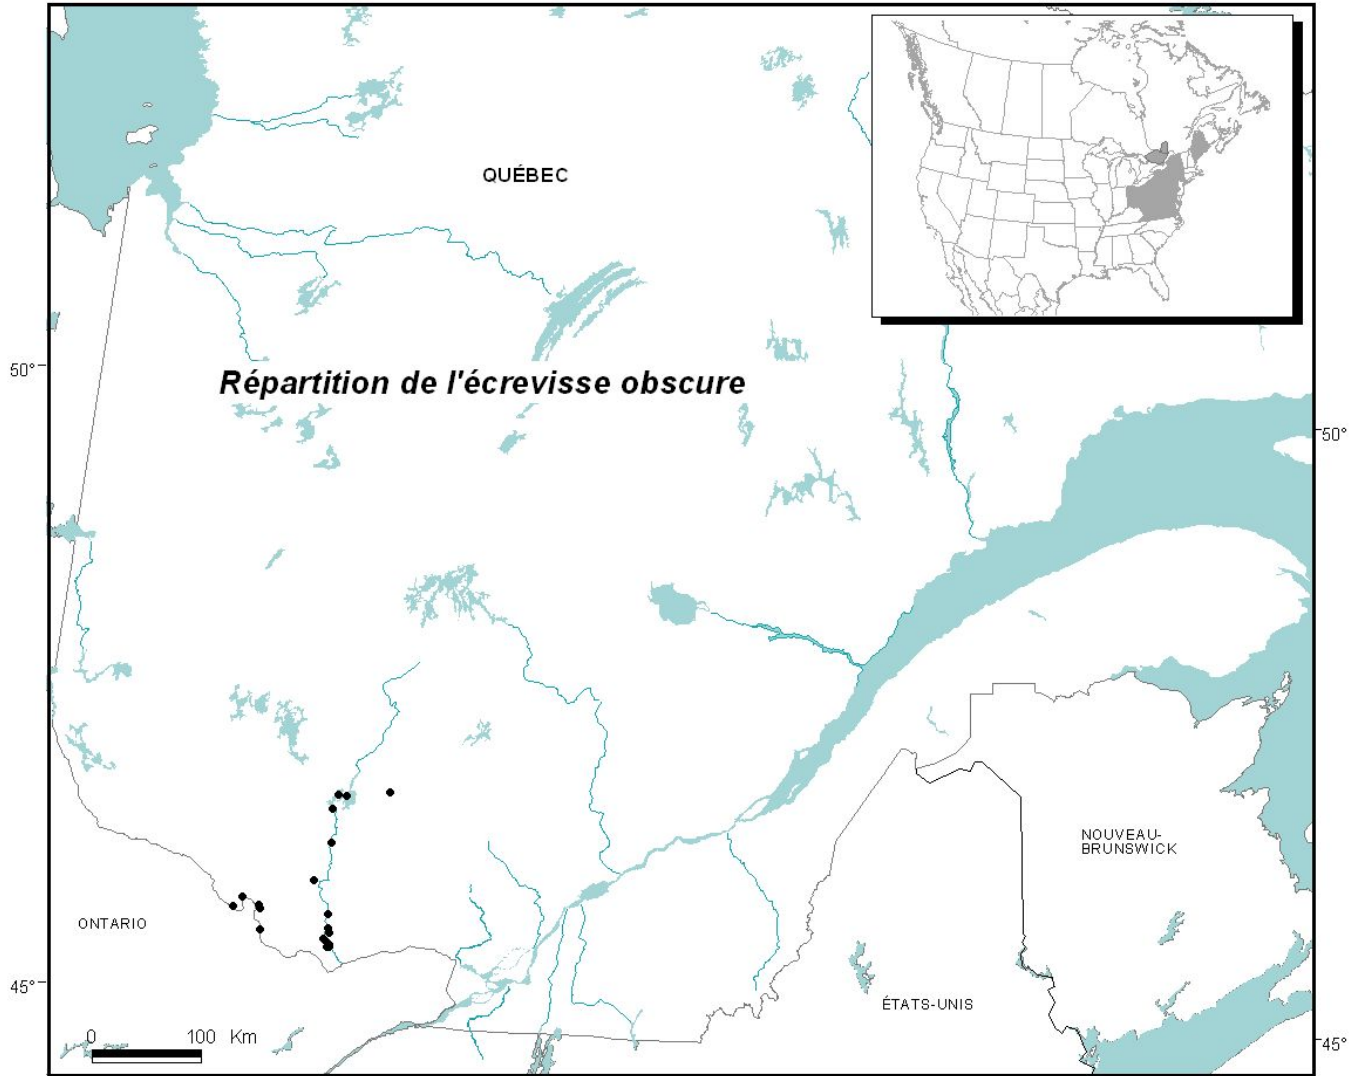 QUÉBEC
50°
Répartition de l'écrevisse obscure
50°
NOUVEAU-
BRUNSWICK
ONTARIO
45°
ÉTATS-UNIS
0 100 Km
45°